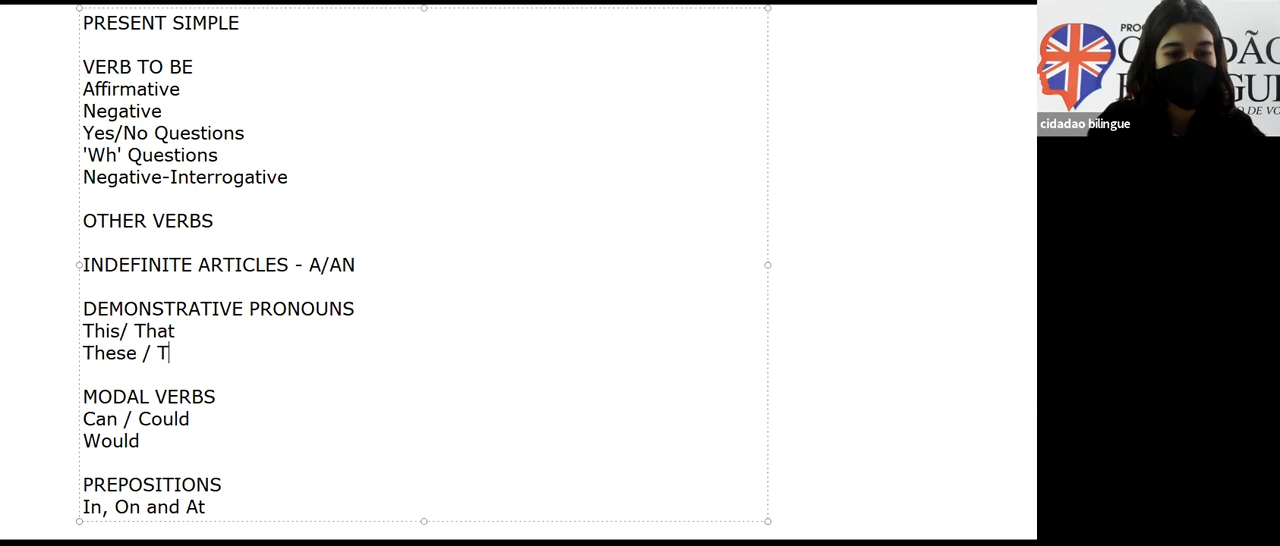 PRESENT SIMPLE
VERB TO BE
Affirmative
Negative
Yes/No Questions
'Wh' Questions
Negative-Interrogative
OTHER VERBS
INDEFINITE ARTICLES - A/AN
DEMONSTRATIVE PRONOUNS
This/ That
These / T
MODAL VERBS
Can / Could
Would
PREPOSITIONS
In, On and At
cidadao bilingue